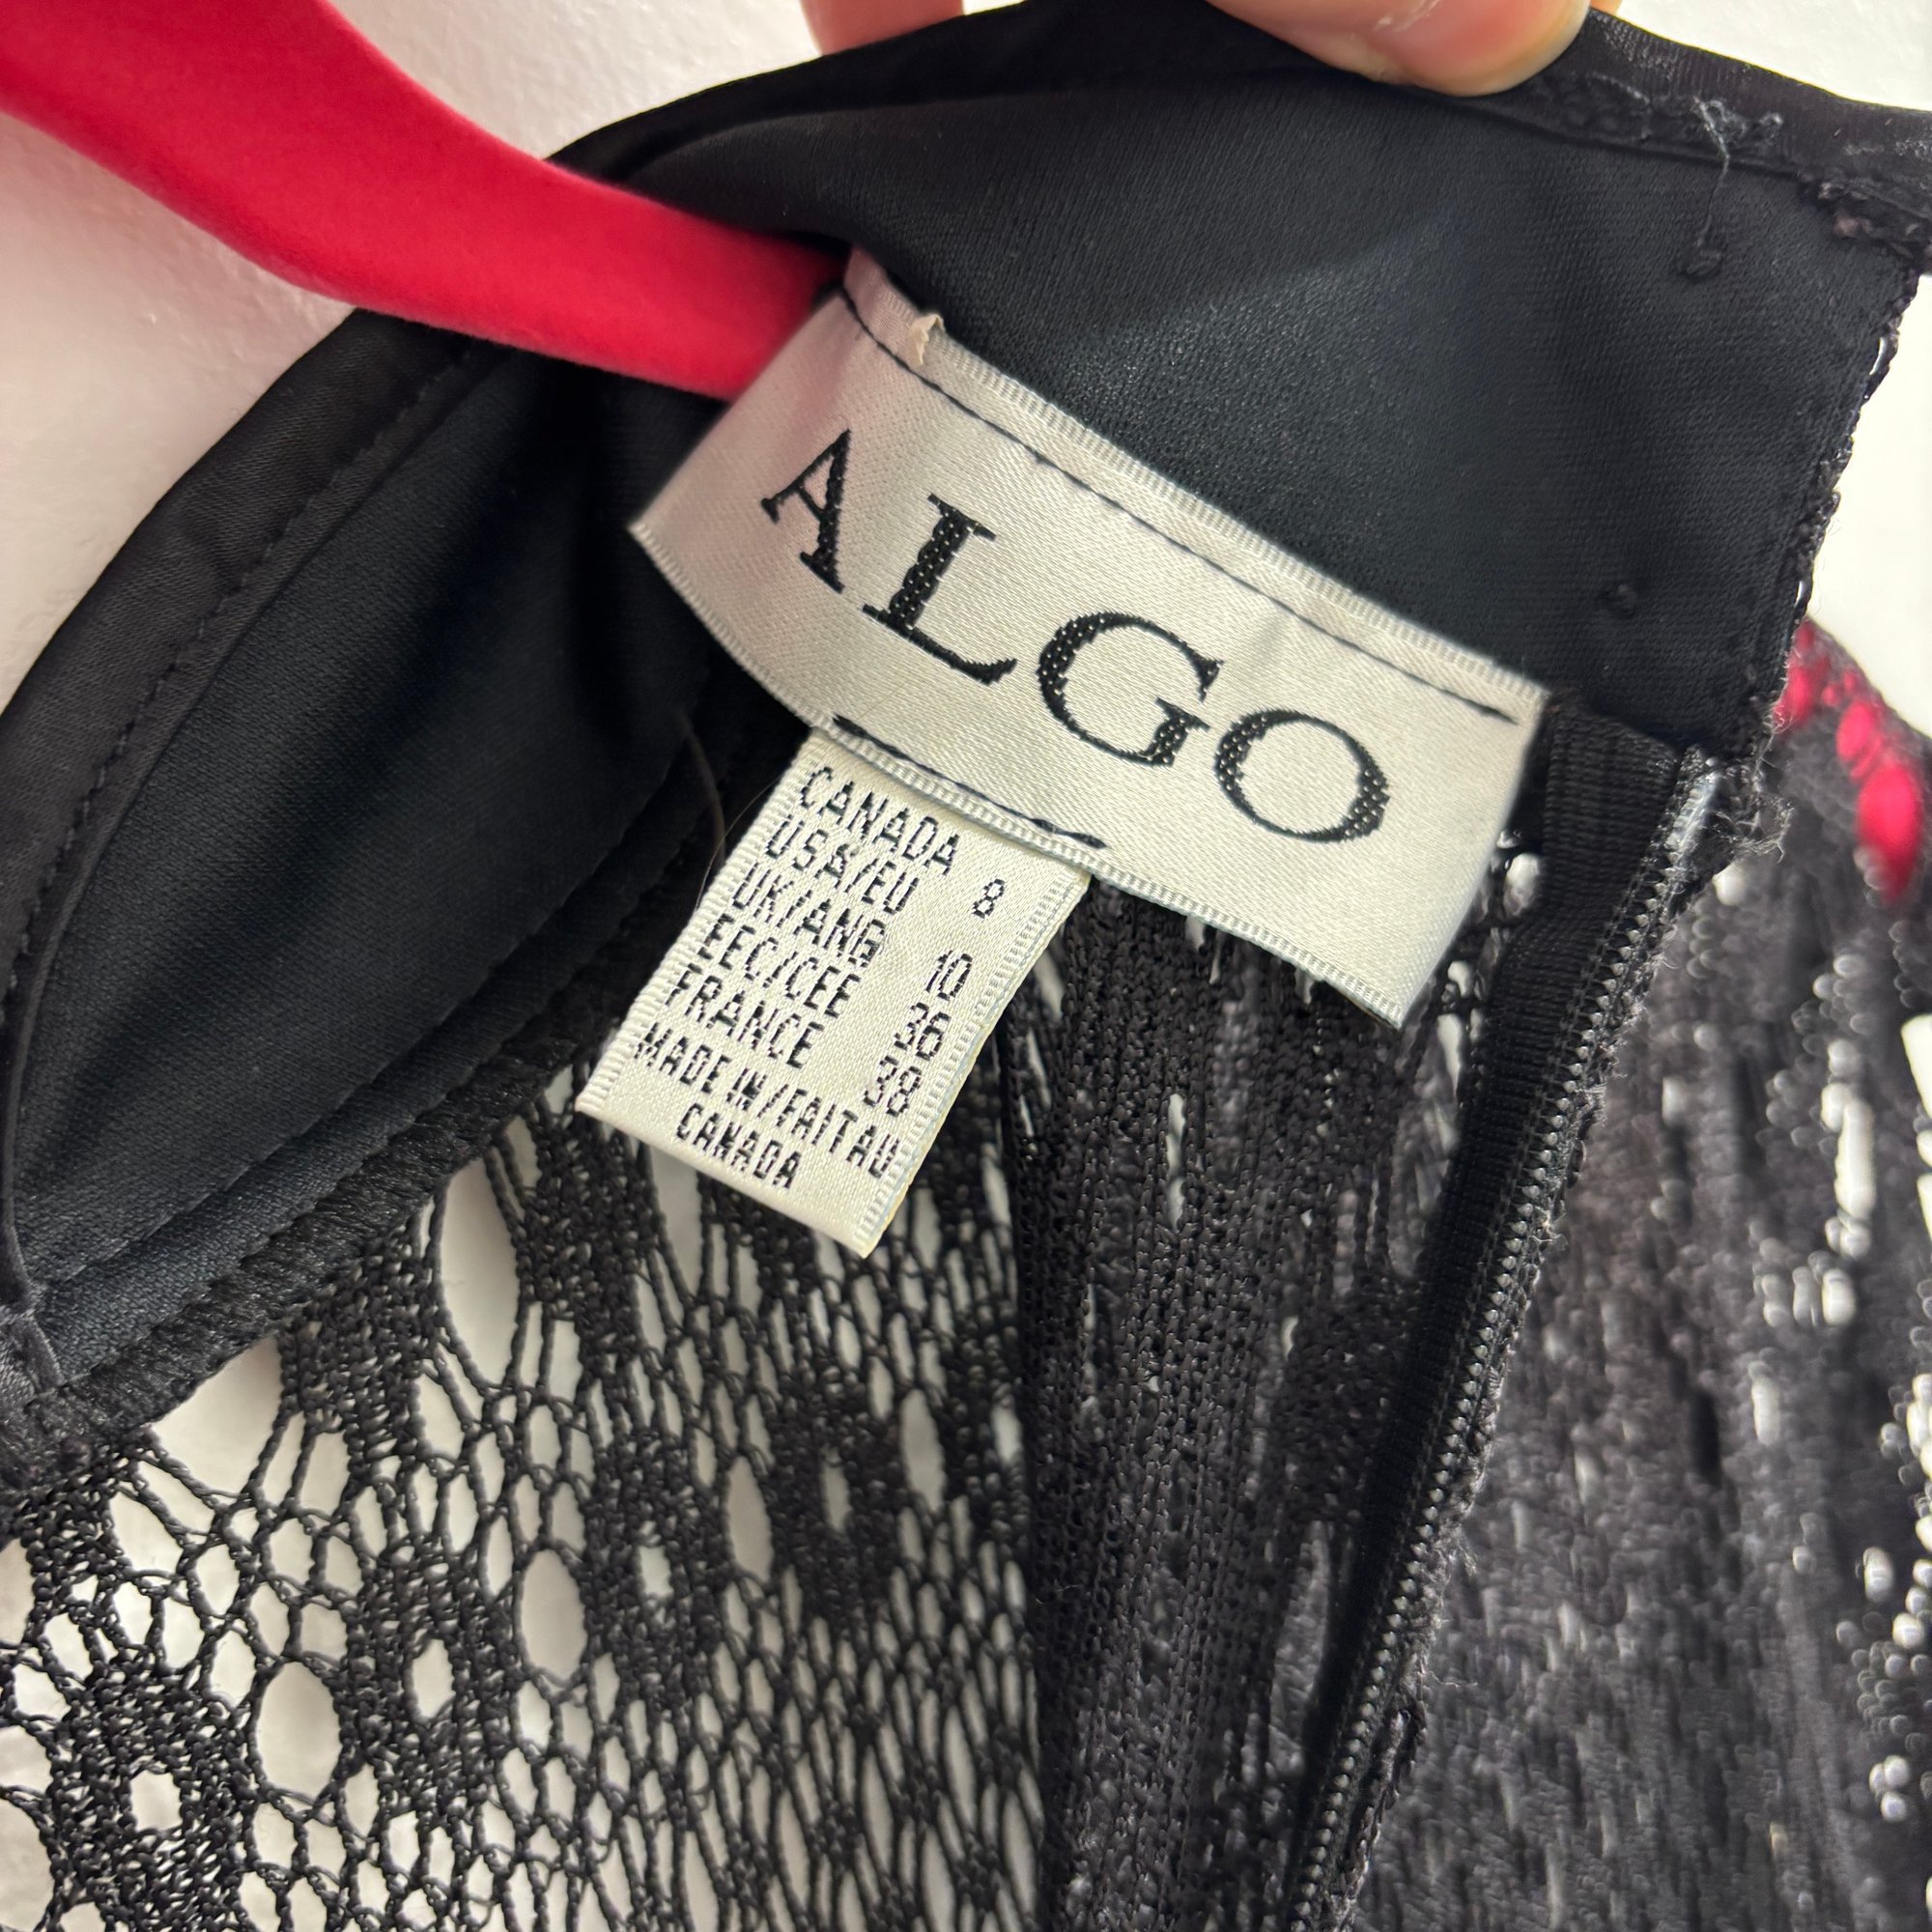 ALGO
CANADA
USA/EU 8
UK/ANG 10
EEC/CEE 36
FRANCE 38
MADE IN/FAIT AU
CANADA